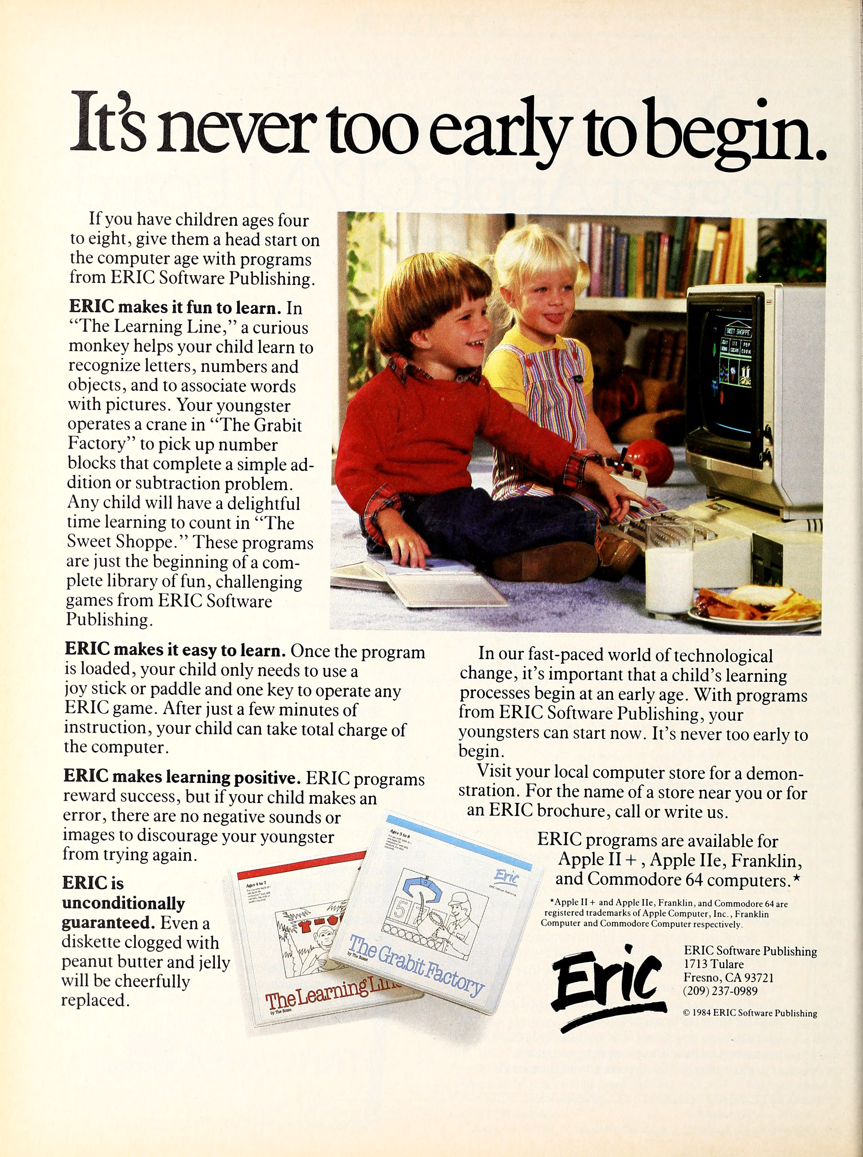 It's never too early to begin.
If you have children ages four
to eight, give them a head start on
the computer age with programs
from ERIC Software Publishing.
ERIC makes it fun to learn. In
“The Learning Line,” a curious
monkey helps your child learn to
recognize letters, numbers and
objects, and to associate words
with pictures. Your youngster
operates a crane in “The Grabit
Factory” to pick up number
blocks that complete a simple ad-
dition or subtraction problem.
Any child will have a delightful
time learning to count in “The
Sweet Shoppe.” These programs
are just the beginning of a com-
plete library of fun, challenging
games from ERIC Software
Publishing.
ERIC makes it easy to learn. Once the program
is loaded, your child only needs to use a
joy stick or paddle and one key to operate any
ERIC game. After just a few minutes of
instruction, your child can take total charge of
the computer.
ERIC makes learning positive. ERIC programs
reward success, but if your child makes an
error, there are no negative sounds or
images to discourage your youngster
from trying again.
ERIC is
unconditionally
guaranteed. Even a
diskette clogged with
peanut butter and jelly
will be cheerfully
replaced.
SWEET SHOPPE
Ages 4 to 7
The Learning Lin
by The Boone
Ages 5 to 8
Eric
51
The Grabit Factory
In our fast-paced world of technological
change, it's important that a child's learning
processes begin at an early age. With programs
from ERIC Software Publishing, your
youngsters can start now. It's never too early to
begin.
Visit your local computer store for a demon-
stration. For the name of a store near you or for
an ERIC brochure, call or write us.
ERIC programs are available for
Apple II+, Apple IIe, Franklin,
and Commodore 64 computers.*
*Apple II+ and Apple IIe, Franklin, and Commodore 64 are
registered trademarks of Apple Computer, Inc., Franklin
Computer and Commodore Computer respectively.
Eric
ERIC Software Publishing
1713 Tulare
Fresno, CA 93721
(209) 237-0989
© 1984 ERIC Software Publishing